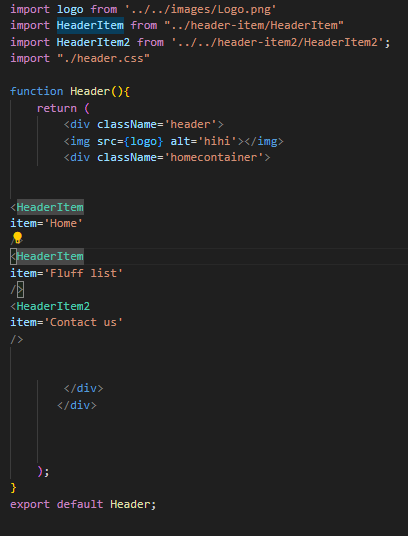 import logo from '../../images/Logo.png'
import HeaderItem from "../header-item/HeaderItem"
import HeaderItem2 from '../../header-item2/HeaderItem2';
import "./header.css"
function Header(){
return (
<div className='header'>
<img src={logo} alt='hihi'></img>
<div className='homecontainer'>
<HeaderItem
item='Home'
/>
<HeaderItem
item='Fluff list'
/>
<HeaderItem2
item='Contact us'
/>
</div>
</div>
);
}
export default Header;